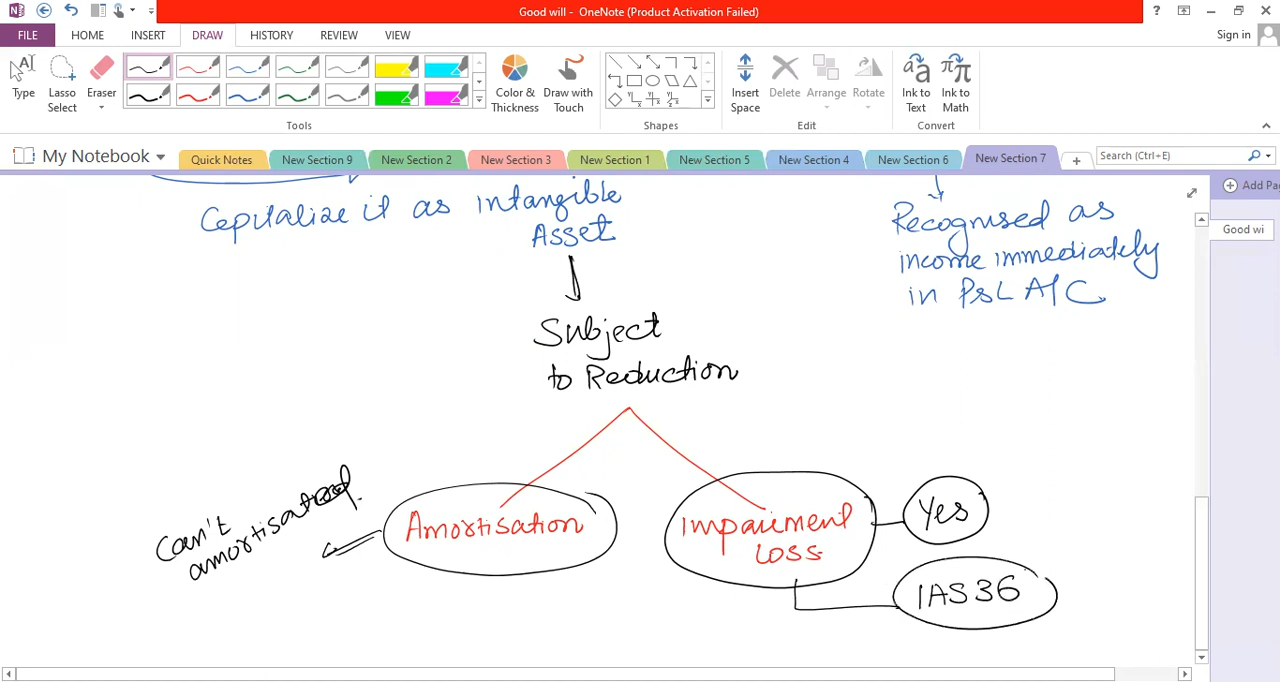 Good will - OneNote (Product Activation Failed)
?
FILE HOME INSERT DRAW HISTORY REVIEW VIEW
Sign in
Type
Lasso Select
Eraser
Color & Thickness
Draw with Touch
Insert Space
Delete
Arrange
Rotate
Ink to Text
Ink to Math
Tools
Shapes
Edit
Convert
My Notebook
Quick Notes New Section 9 New Section 2 New Section 3 New Section 1 New Section 5 New Section 4 New Section 6 New Section 7
Search (Ctrl+E)
Add Pa
Good wi
Cepitalize it as intangible
Asset
Recognised as
income immediately
in P&L A/C
Subject
to Reduction
Can't
amortisated.
Amortisation
Impairment
Loss
Yes
IAS36